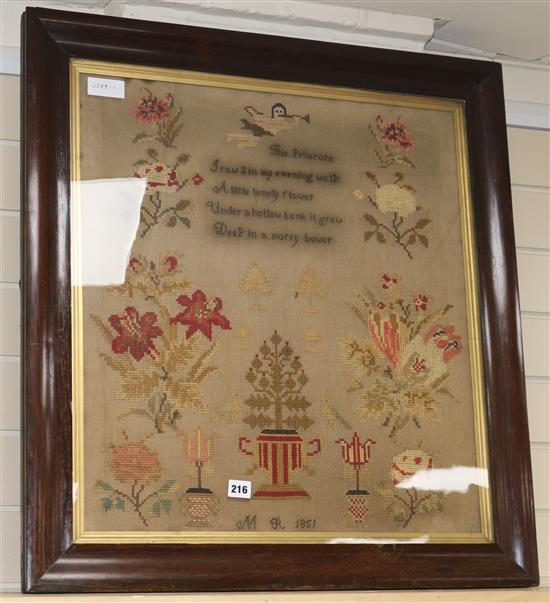 The Primrose
I saw it in my evening walk
A little lonely flower
Under a hollow bank it grew
DeeP in a mossy bower
216
M R 1851